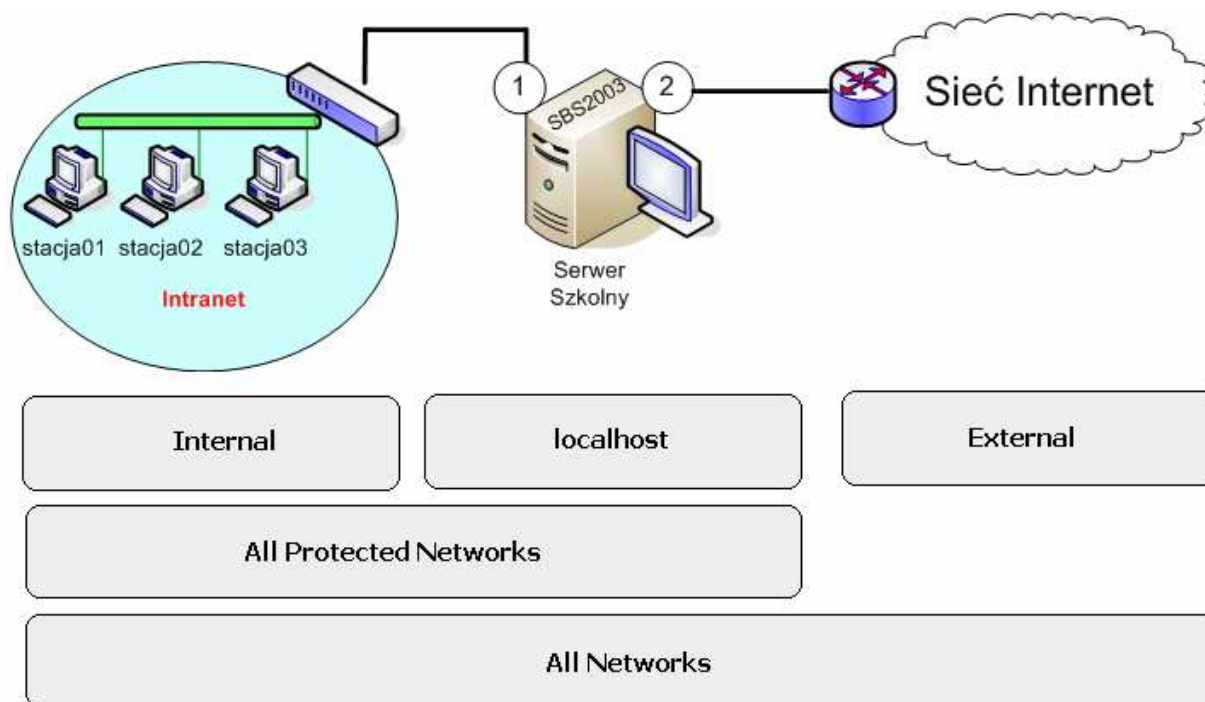 1
SBS2003
2
Sieć Internet
stacja01
stacja02
stacja03
Intranet
Serwer
Szkolny
Internal
localhost
External
All Protected Networks
All Networks